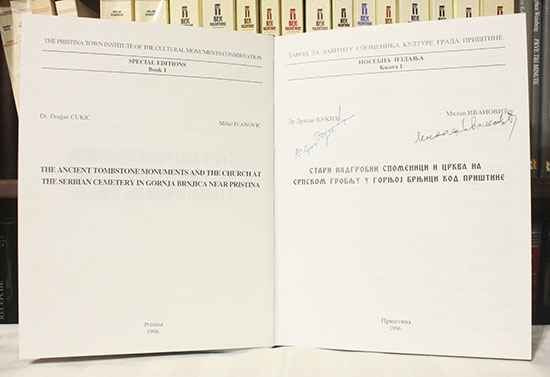 THE PRISTINA TOWN INSTITUTE OF THE CULTURAL MONUMENTS CONSERVATION
SPECIAL EDITIONS
Book 1
Dr. Dragan CUKIC
Milan IVANOVIC
THE ANCIENT TOMBSTONE MONUMENTS AND THE CHURCH AT
THE SERBIAN CEMETERY IN GORNJA BRNJICA NEAR PRISTINA
Pristina
1996.
ЗАВОД ЗА ЗАШТИТУ СПОМЕНИКА КУЛТУРЕ ГРАДА ПРИШТИНЕ
ПОСЕБНА ИЗДАЊА
Књига 1
Др Драган ЋУКИЋ
Милан ИВАНОВИЋ
СТАРИ НАДГРОБНИ СПОМЕНИЦИ И ЦРКВА НА
СРПСКОМ ГРОБЉУ У ГОРЊОЈ БРЊИЦИ КОД ПРИШТИНЕ
Приштина
1996.